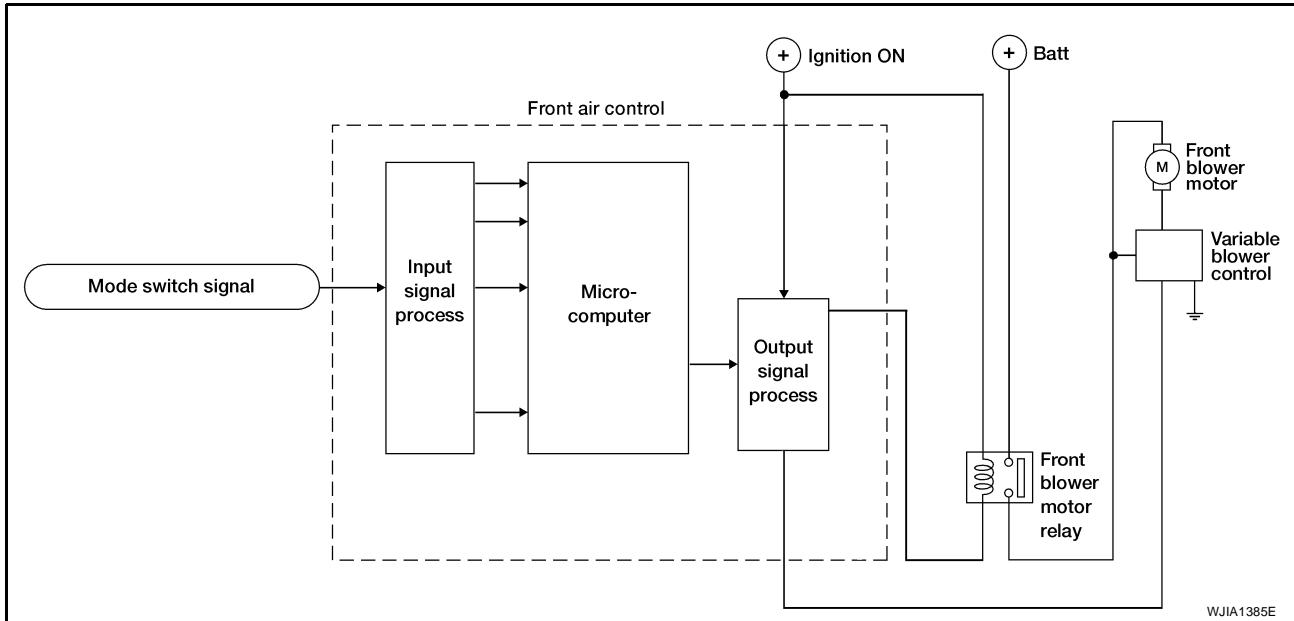 + Ignition ON
+ Batt
Front air control
Front
blower
motor
M
Variable
blower
control
Mode switch signal
Input
signal
process
Micro-
computer
Output
signal
process
Front
blower
motor
relay
WJIA1385E